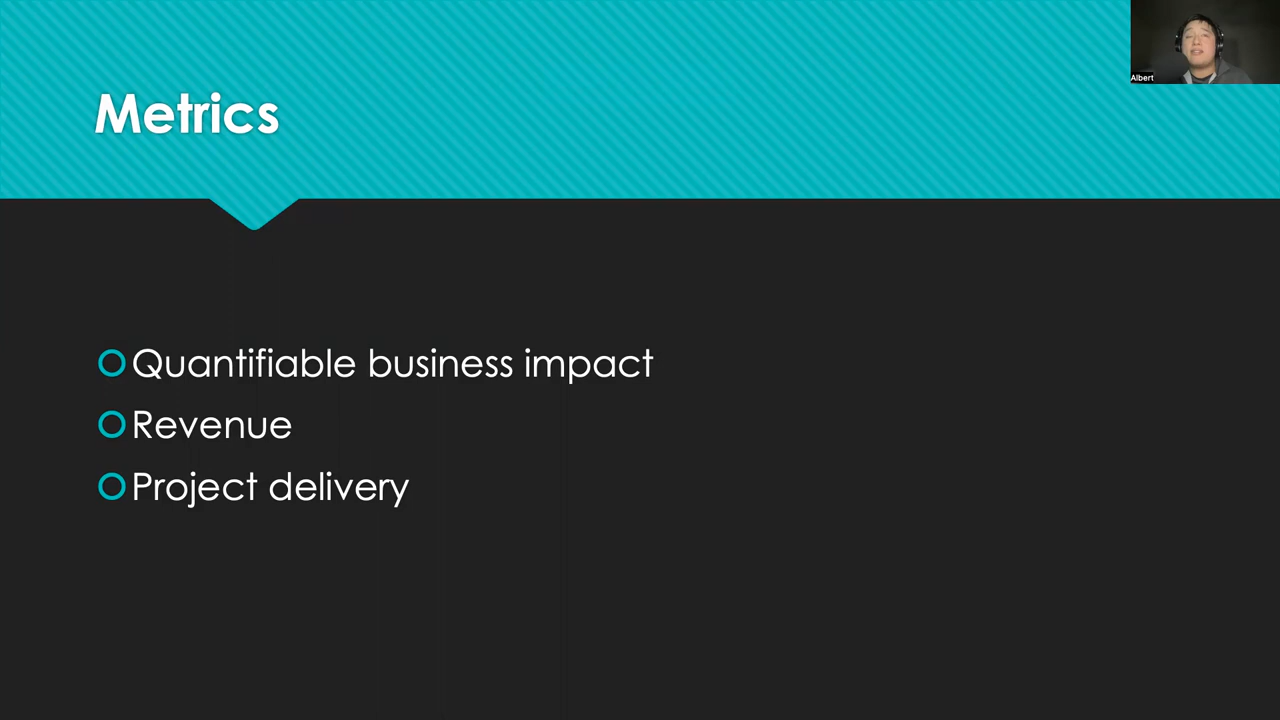 Metrics
Albert
Quantifiable business impact
Revenue
Project delivery